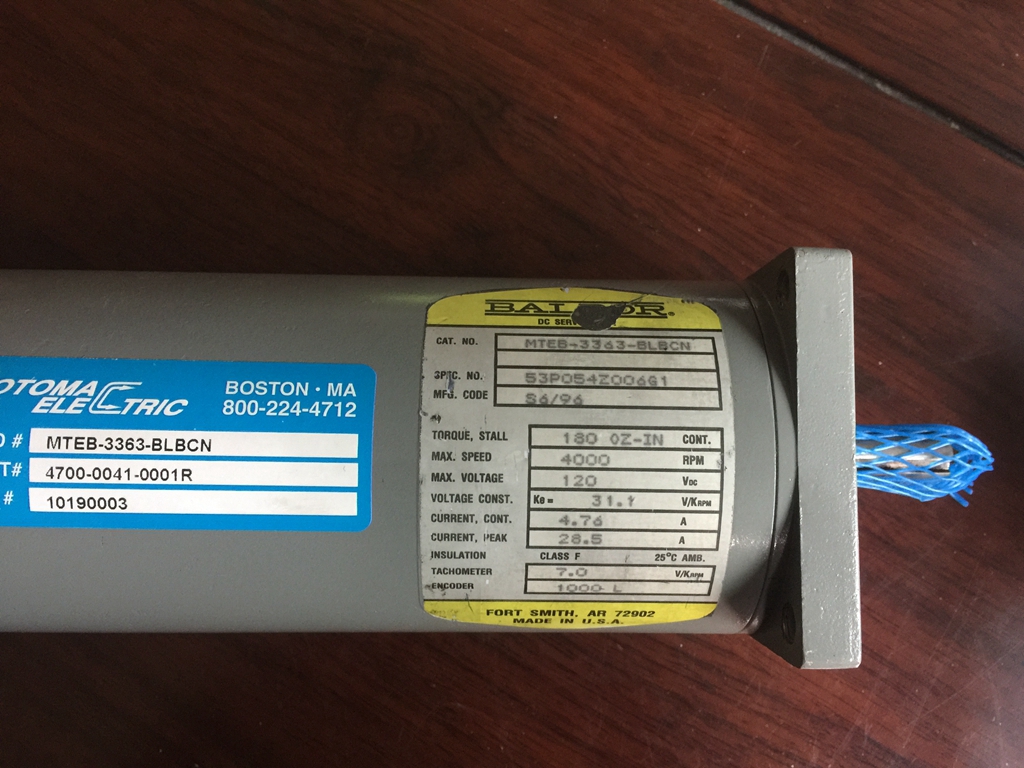 OTOMA
ELECTRIC
BOSTON · MA
800-224-4712
# MTEB-3363-BLBCN
T# 4700-0041-0001R
# 10190003
DC
CAT. NO. MTEB-3363-BLBCN
SPEC. NO. 53P054Z006G1
MFG. CODE S6/96
TORQUE, STALL 180 OZ-IN CONT.
MAX. SPEED 4000 RPM
MAX. VOLTAGE 120 VDC
VOLTAGE CONST. Ke = 31.1 V/KRPM
CURRENT, CONT. 4.76 A
CURRENT, PEAK 28.5 A
INSULATION CLASS F 25°C AMB.
TACHOMETER 7.0 V/KRPM
ENCODER 1000 L
FORT SMITH, AR 72902
MADE IN U.S.A.